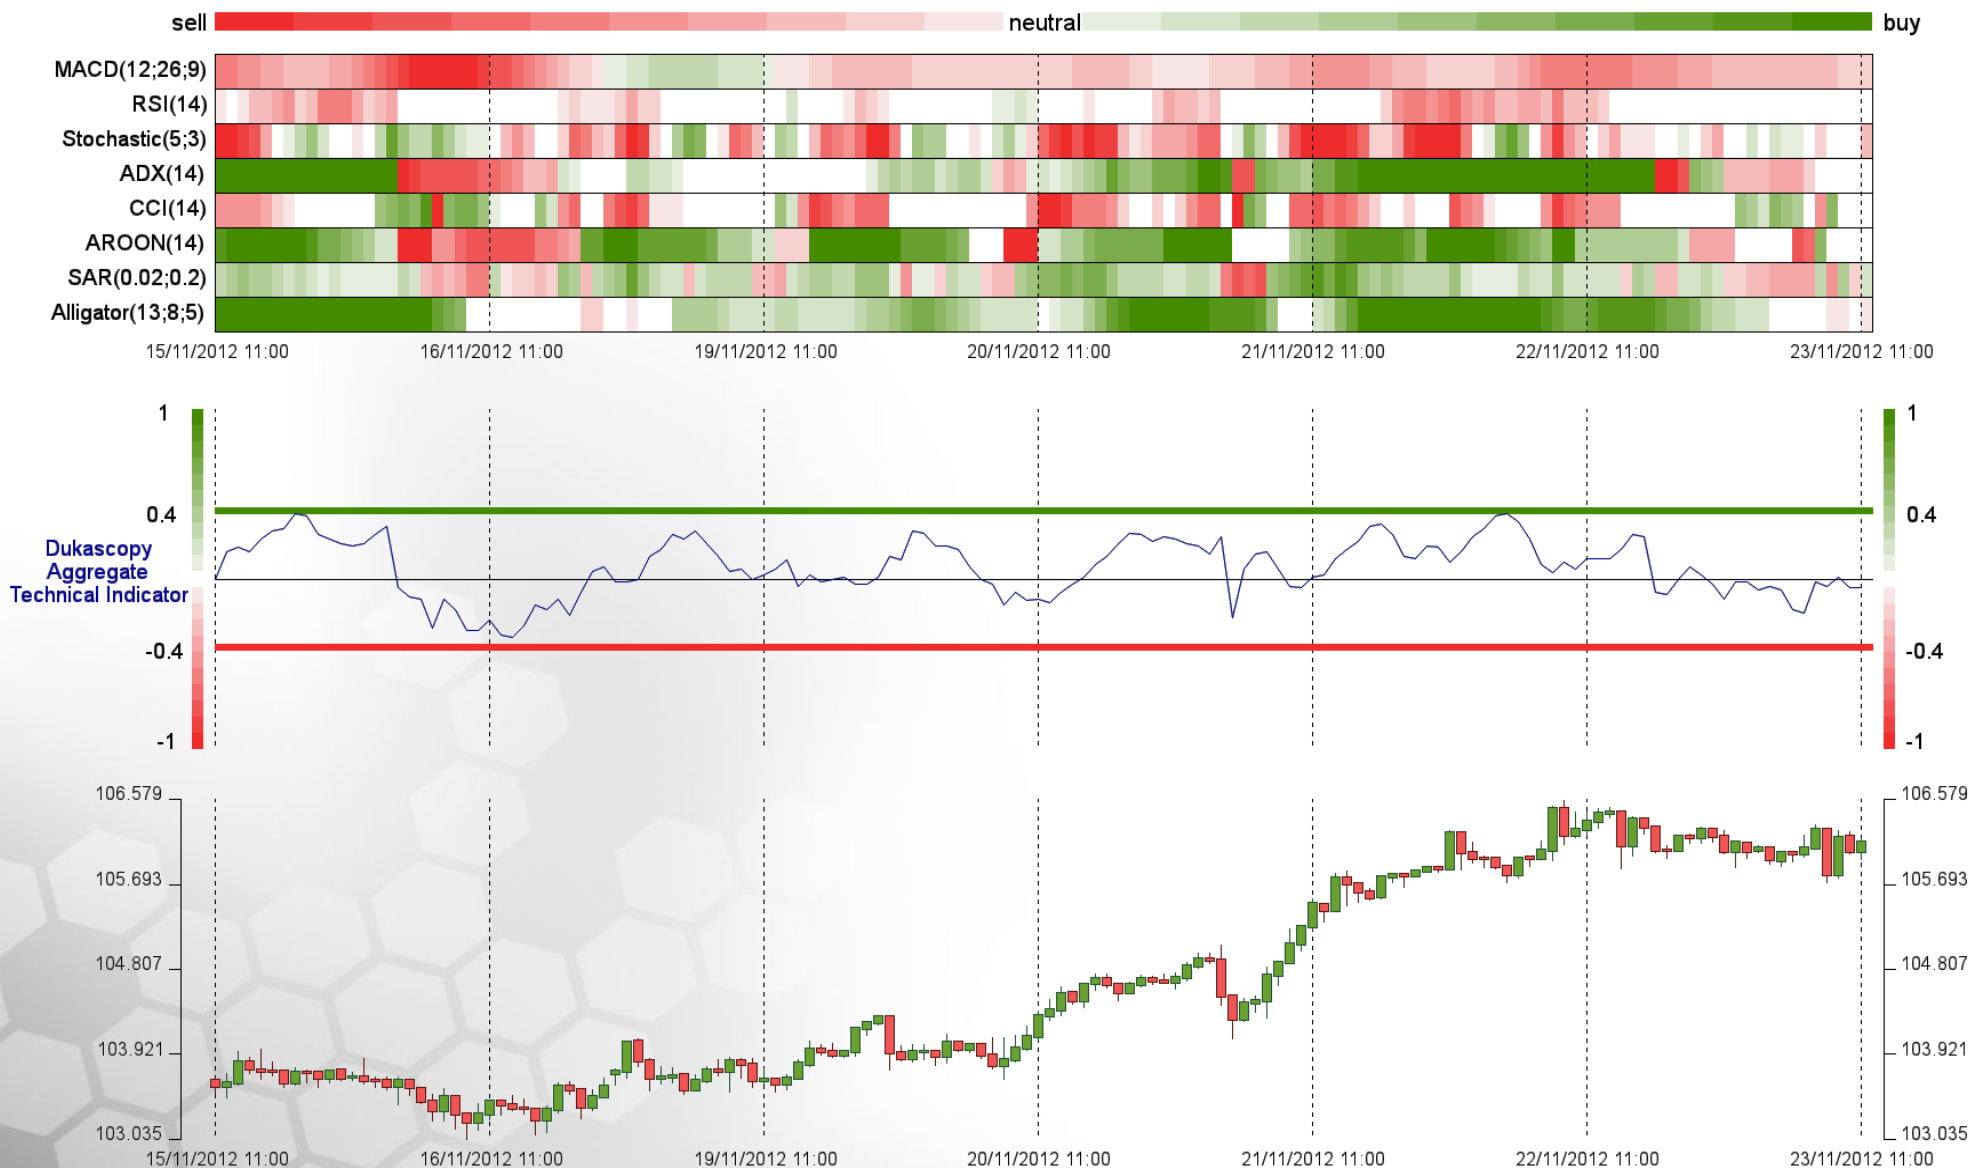 sell neutral buy
MACD(12;26;9)
RSI(14)
Stochastic(5;3)
ADX(14)
CCI(14)
AROON(14)
SAR(0.02;0.2)
Alligator(13;8;5)
15/11/2012 11:00 16/11/2012 11:00 19/11/2012 11:00 20/11/2012 11:00 21/11/2012 11:00 22/11/2012 11:00 23/11/2012 11:00
1 1
0.4 0.4
Dukascopy
Aggregate
Technical Indicator
-0.4 -0.4
-1 -1
106.579 106.579
105.693 105.693
104.807 104.807
103.921 103.921
103.035 103.035
15/11/2012 11:00 16/11/2012 11:00 19/11/2012 11:00 20/11/2012 11:00 21/11/2012 11:00 22/11/2012 11:00 23/11/2012 11:00